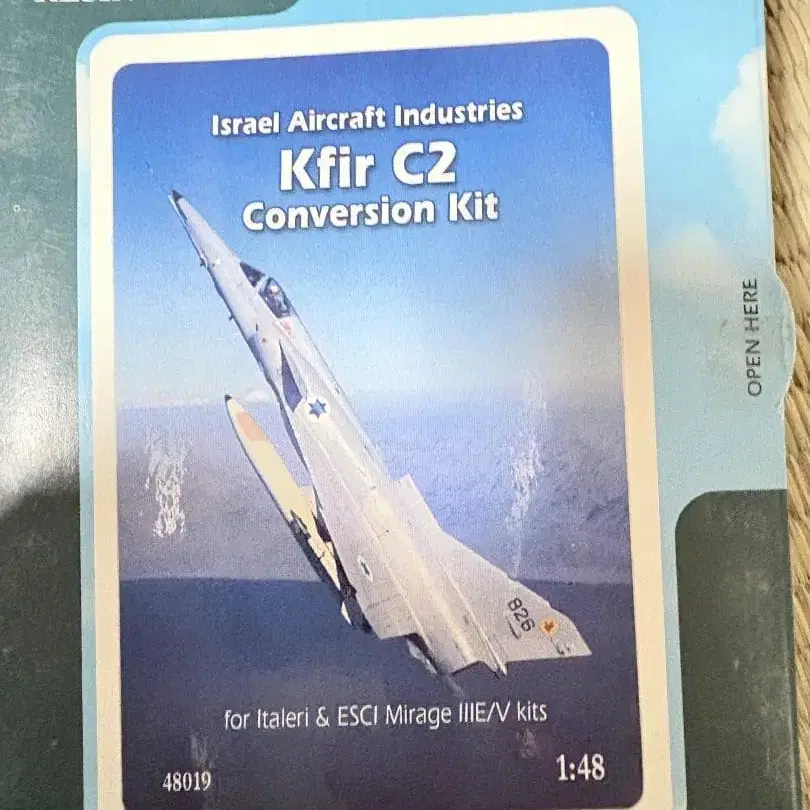 Israel Aircraft Industries
Kfir C2
Conversion Kit
OPEN HERE
826
for Italeri & ESCI Mirage IIIE/V kits
48019
1:48